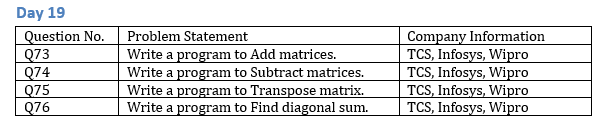 Day 19
Question No. Problem Statement Company Information
Q73 Write a program to Add matrices. TCS, Infosys, Wipro
Q74 Write a program to Subtract matrices. TCS, Infosys, Wipro
Q75 Write a program to Transpose matrix. TCS, Infosys, Wipro
Q76 Write a program to Find diagonal sum. TCS, Infosys, Wipro